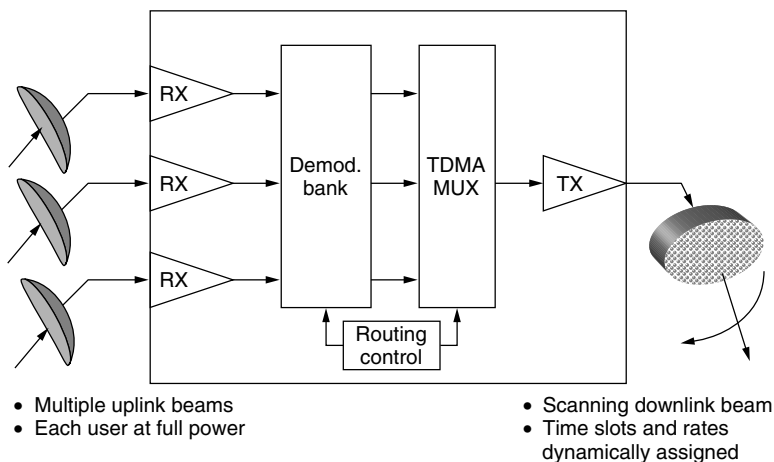 RX
RX
RX
Demod.
bank
TDMA
MUX
TX
Routing
control
• Multiple uplink beams
• Each user at full power
• Scanning downlink beam
• Time slots and rates
dynamically assigned